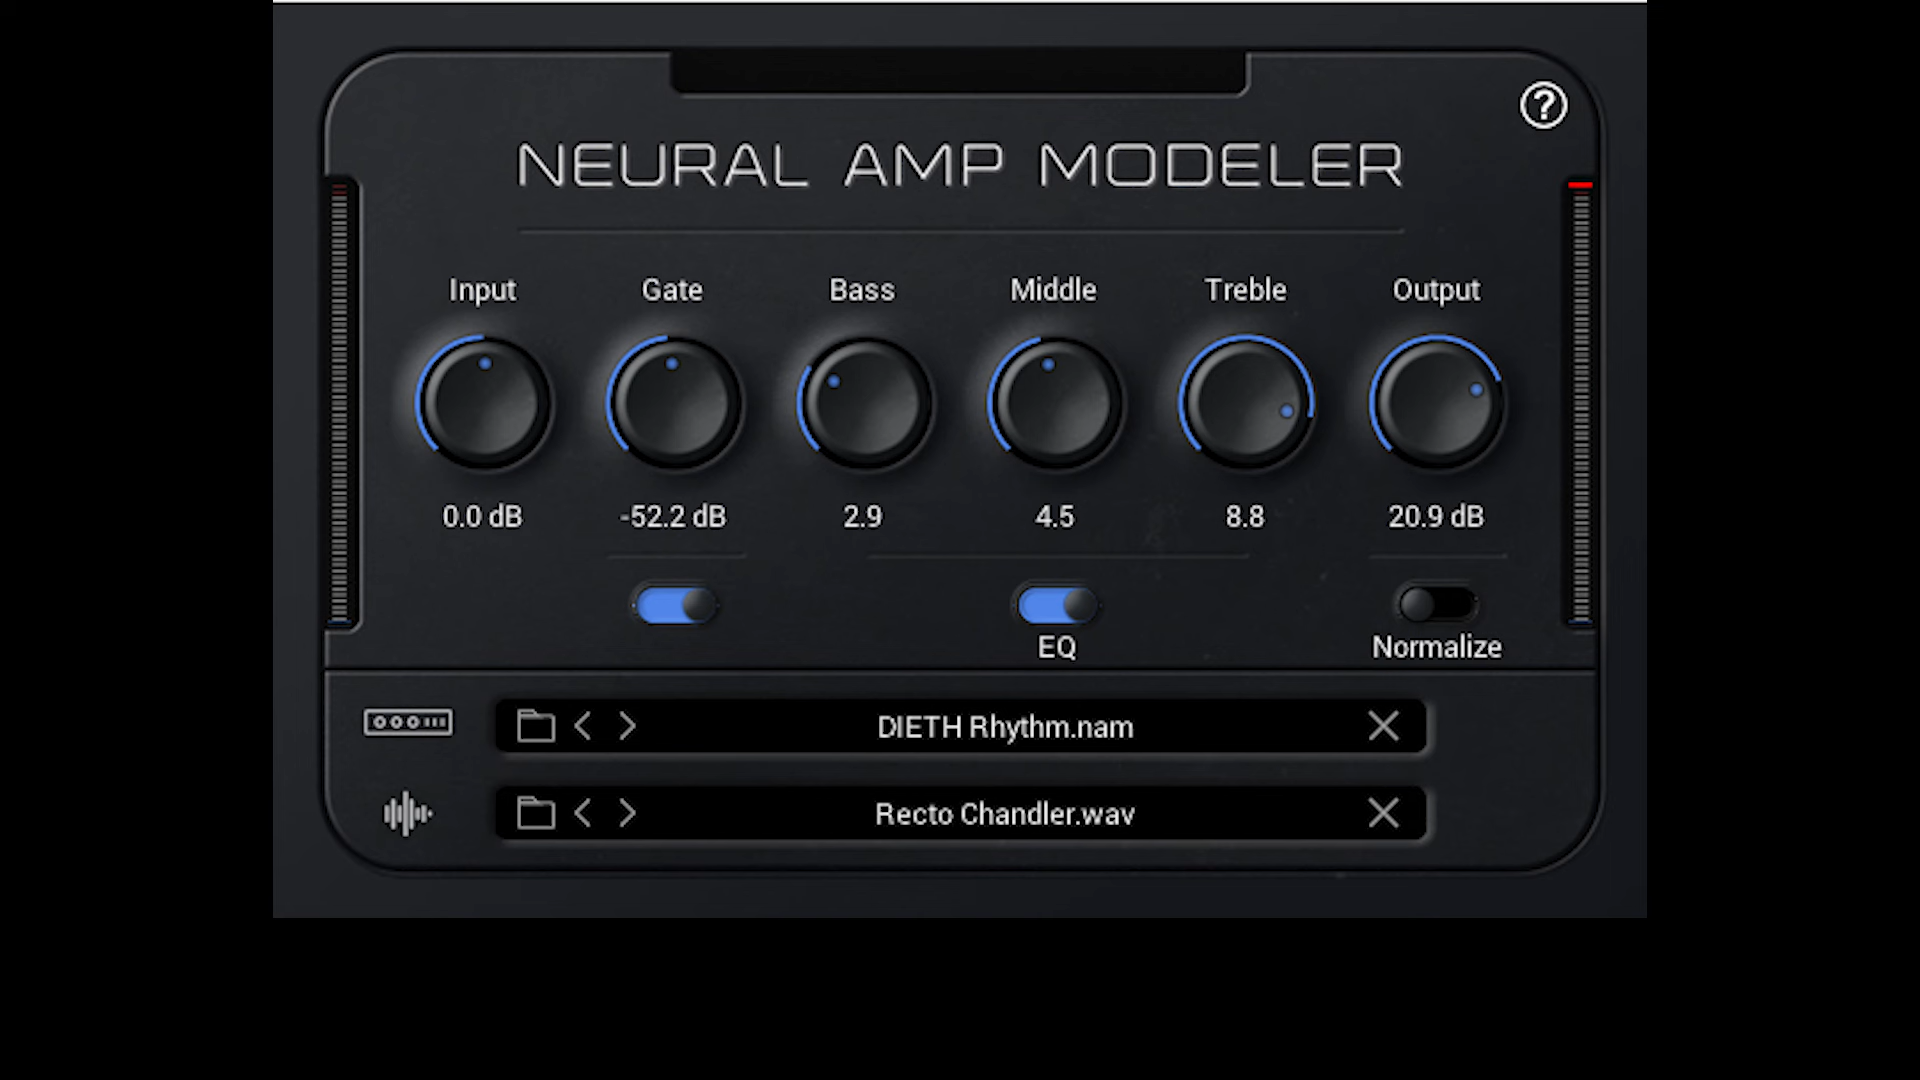 ?
NEURAL AMP MODELER
Input Gate Bass Middle Treble Output
0.0 dB -52.2 dB 2.9 4.5 8.8 20.9 dB
EQ Normalize
DIETH Rhythm.nam
Recto Chandler.wav